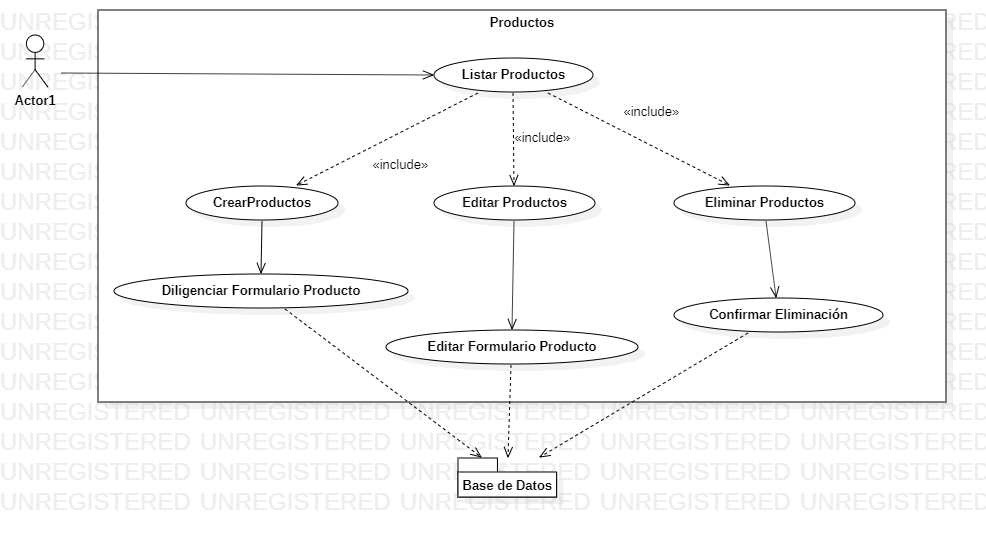 Productos
Actor1
Listar Productos
«include»
«include»
«include»
CrearProductos
Editar Productos
Eliminar Productos
Diligenciar Formulario Producto
Confirmar Eliminación
Editar Formulario Producto
Base de Datos
UNREGISTERED UNREGISTERED UNREGISTERED UNREGISTERED UNREGISTERED
UNREGISTERED UNREGISTERED UNREGISTERED UNREGISTERED UNREGISTERED
UNREGISTERED UNREGISTERED UNREGISTERED UNREGISTERED
UNREGISTERED UNREGISTERED UNREGISTERED UNREGISTERED